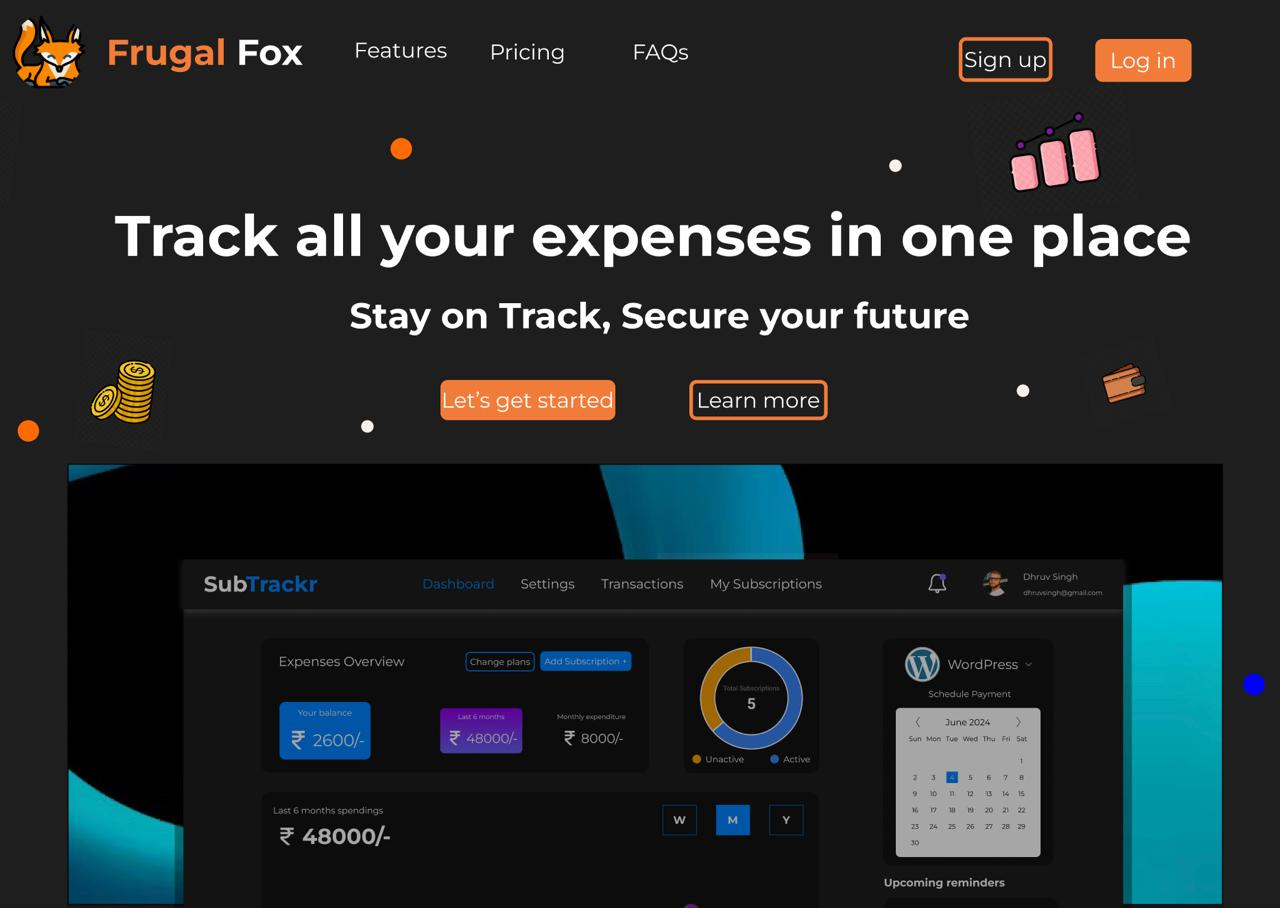 Frugal Fox Features Pricing FAQs Sign up Log in
Track all your expenses in one place
Stay on Track, Secure your future
Let's get started Learn more
SubTrackr Dashboard Settings Transactions My Subscriptions Dhruv Singh
dhruvsingh@gmail.com
Expenses Overview Change plans Add Subscription +
Your balance
₹ 2600/-
Last 6 months
₹ 48000/-
Monthly expenditure
₹ 8000/-
Total Subscriptions
5
Unactive Active
WordPress
Schedule Payment
June 2024
Sun Mon Tue Wed Thu Fri Sat
1
2 3 4 5 6 7 8
9 10 11 12 13 14 15
16 17 18 19 20 21 22
23 24 25 26 27 28 29
30
Last 6 months spendings
₹ 48000/-
W M Y
Upcoming reminders